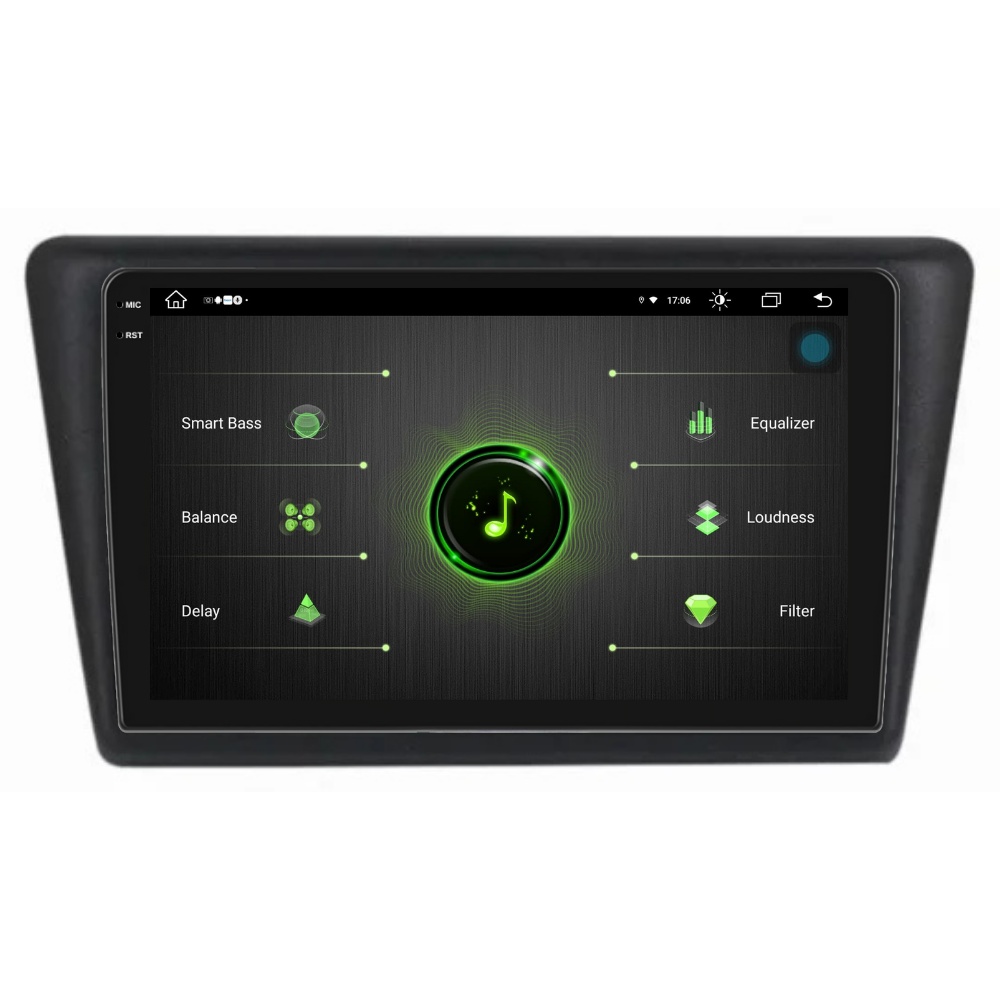 MIC
17:06
RST
Smart Bass
Equalizer
Balance
Loudness
Delay
Filter